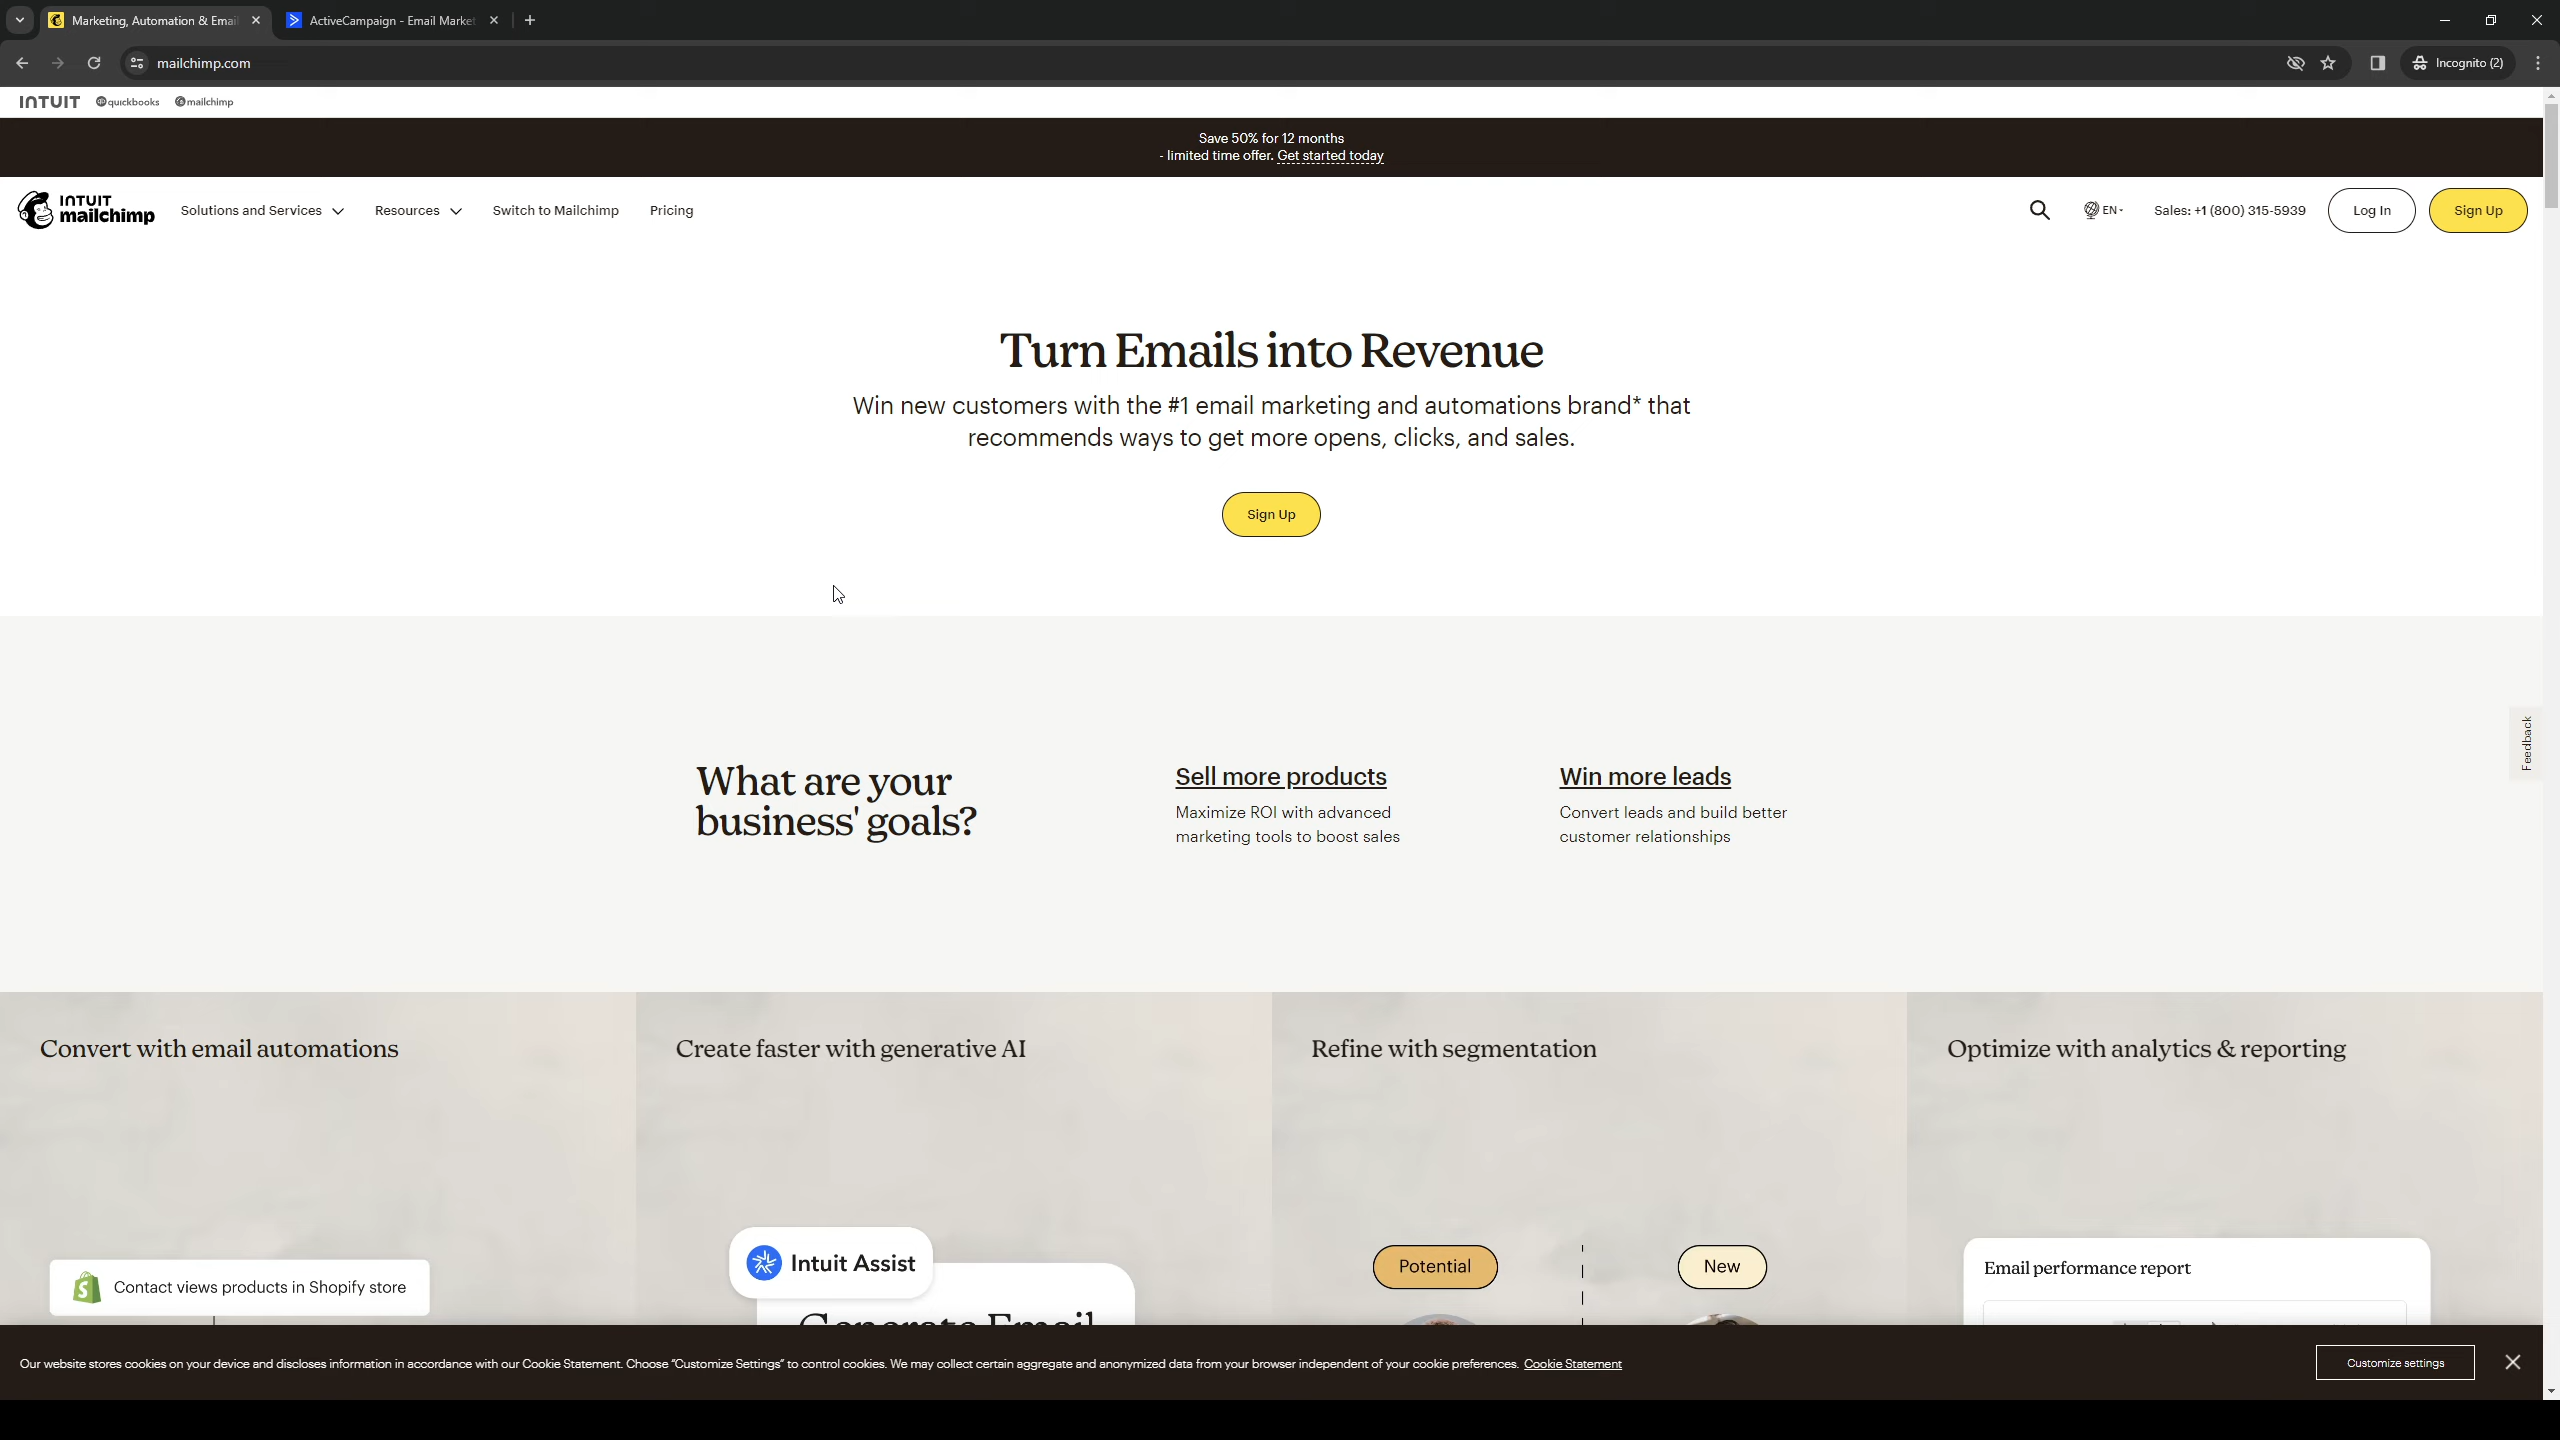 Marketing, Automation & Emai
ActiveCampaign - Email Market
mailchimp.com
Incognito (2)
INTUIT quickbooks mailchimp
Save 50% for 12 months
- limited time offer. Get started today
INTUIT
mailchimp
Solutions and Services
Resources
Switch to Mailchimp
Pricing
EN
Sales: +1 (800) 315-5939
Log In
Sign Up
Turn Emails into Revenue
Win new customers with the #1 email marketing and automations brand* that
recommends ways to get more opens, clicks, and sales.
Sign Up
Feedback
What are your
business' goals?
Sell more products
Maximize ROI with advanced
marketing tools to boost sales
Win more leads
Convert leads and build better
customer relationships
Convert with email automations
Create faster with generative AI
Refine with segmentation
Optimize with analytics & reporting
Contact views products in Shopify store
Intuit Assist
Generate Email
Potential
New
Email performance report
Our website stores cookies on your device and discloses information in accordance with our Cookie Statement. Choose "Customize Settings" to control cookies. We may collect certain aggregate and anonymized data from your browser independent of your cookie preferences. Cookie Statement
Customize settings